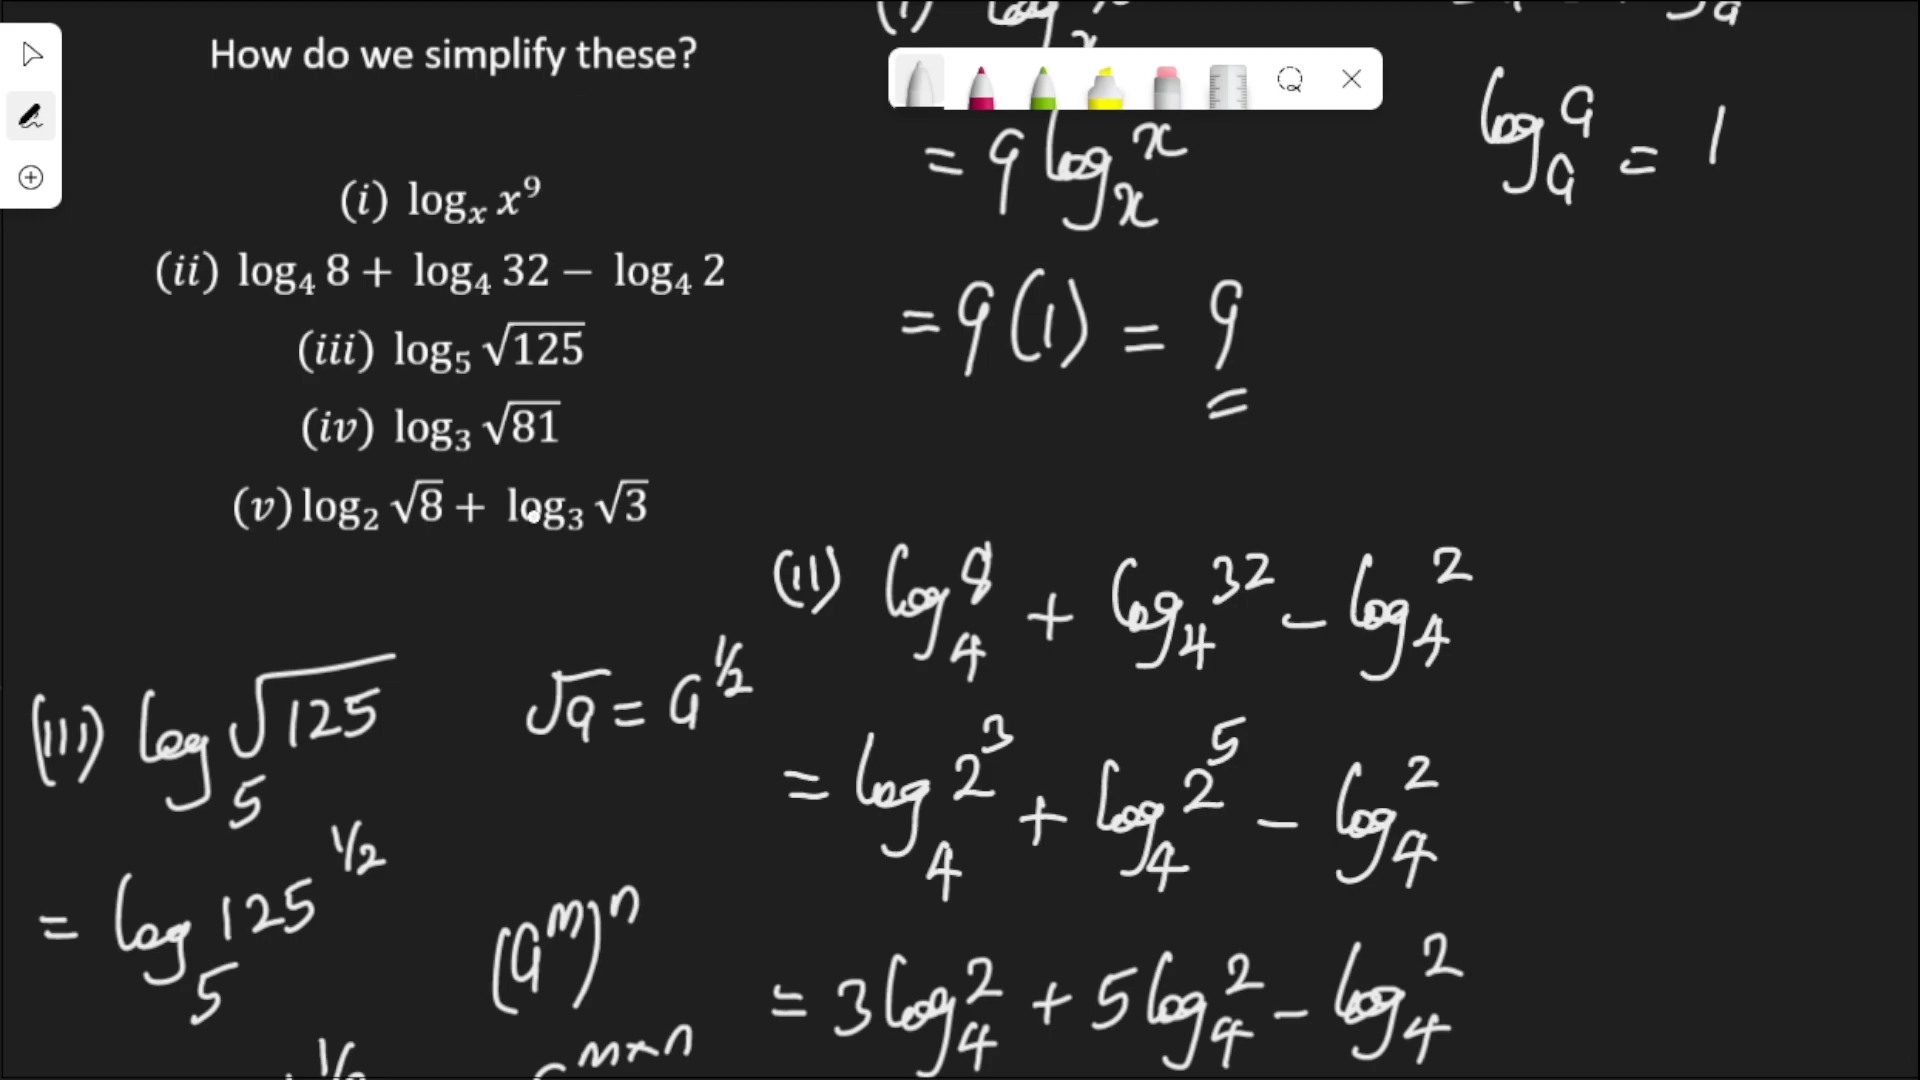 How do we simplify these?
(i) logₓ x⁹
(ii) log₄ 8 + log₄ 32 − log₄ 2
(iii) log₅ √125
(iv) log₃ √81
(v) log₂ √8 + log₃ √3
= 9 logₓ x
= 9(1) = 9
=
logₐ a = 1
(II) log₄ 8 + log₄ 32 − log₄ 2
= log₄ 2³ + log₄ 2⁵ − log₄ 2
= 3 log₄ 2 + 5 log₄ 2 − log₄ 2
(III) log₅ √125
√a = a^½
= log₅ 125^½
(a^m)^n
m×n